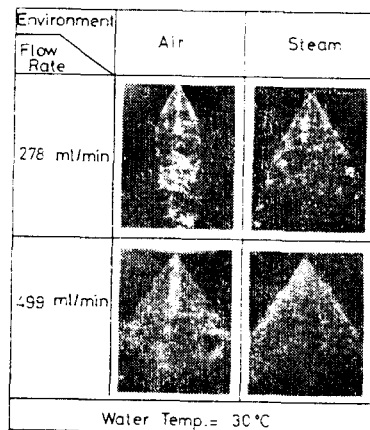 Environment
Flow
Rate
Air
Steam
278 ml/min
499 ml/min
Water Temp.= 30°C